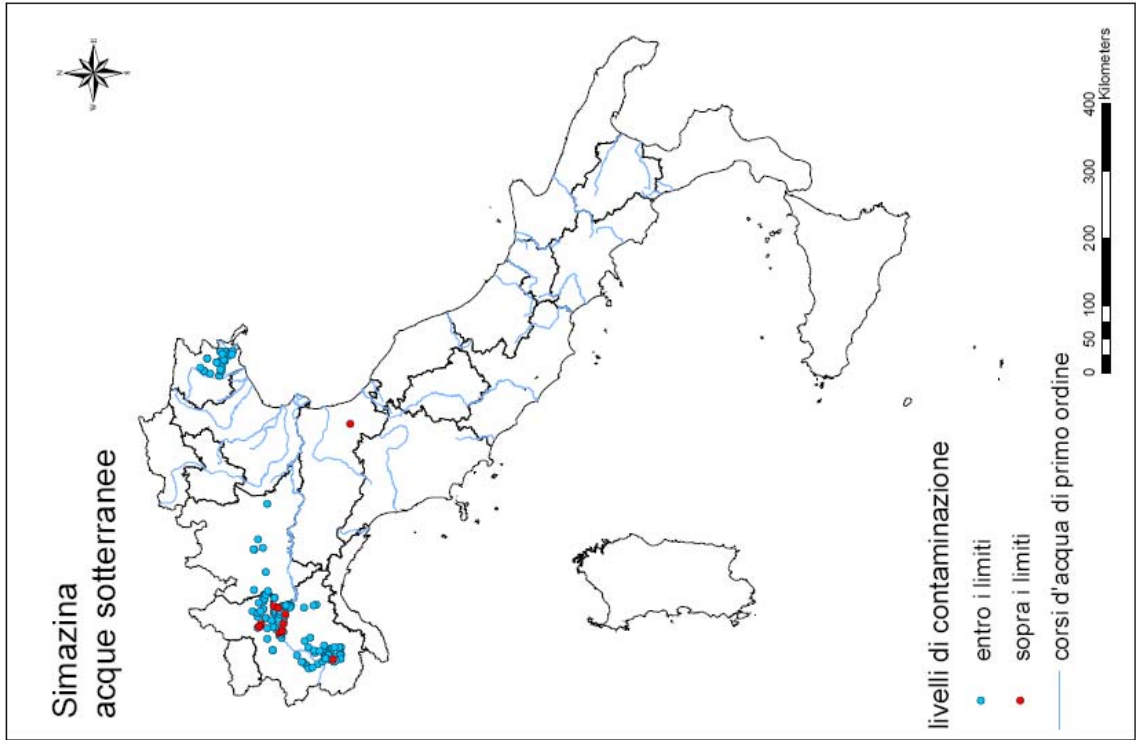 Simazina
acque sotterranee
N
livelli di contaminazione
entro i limiti
sopra i limiti
corsi d'acqua di primo ordine
0 50 100 200 300 400
Kilometers